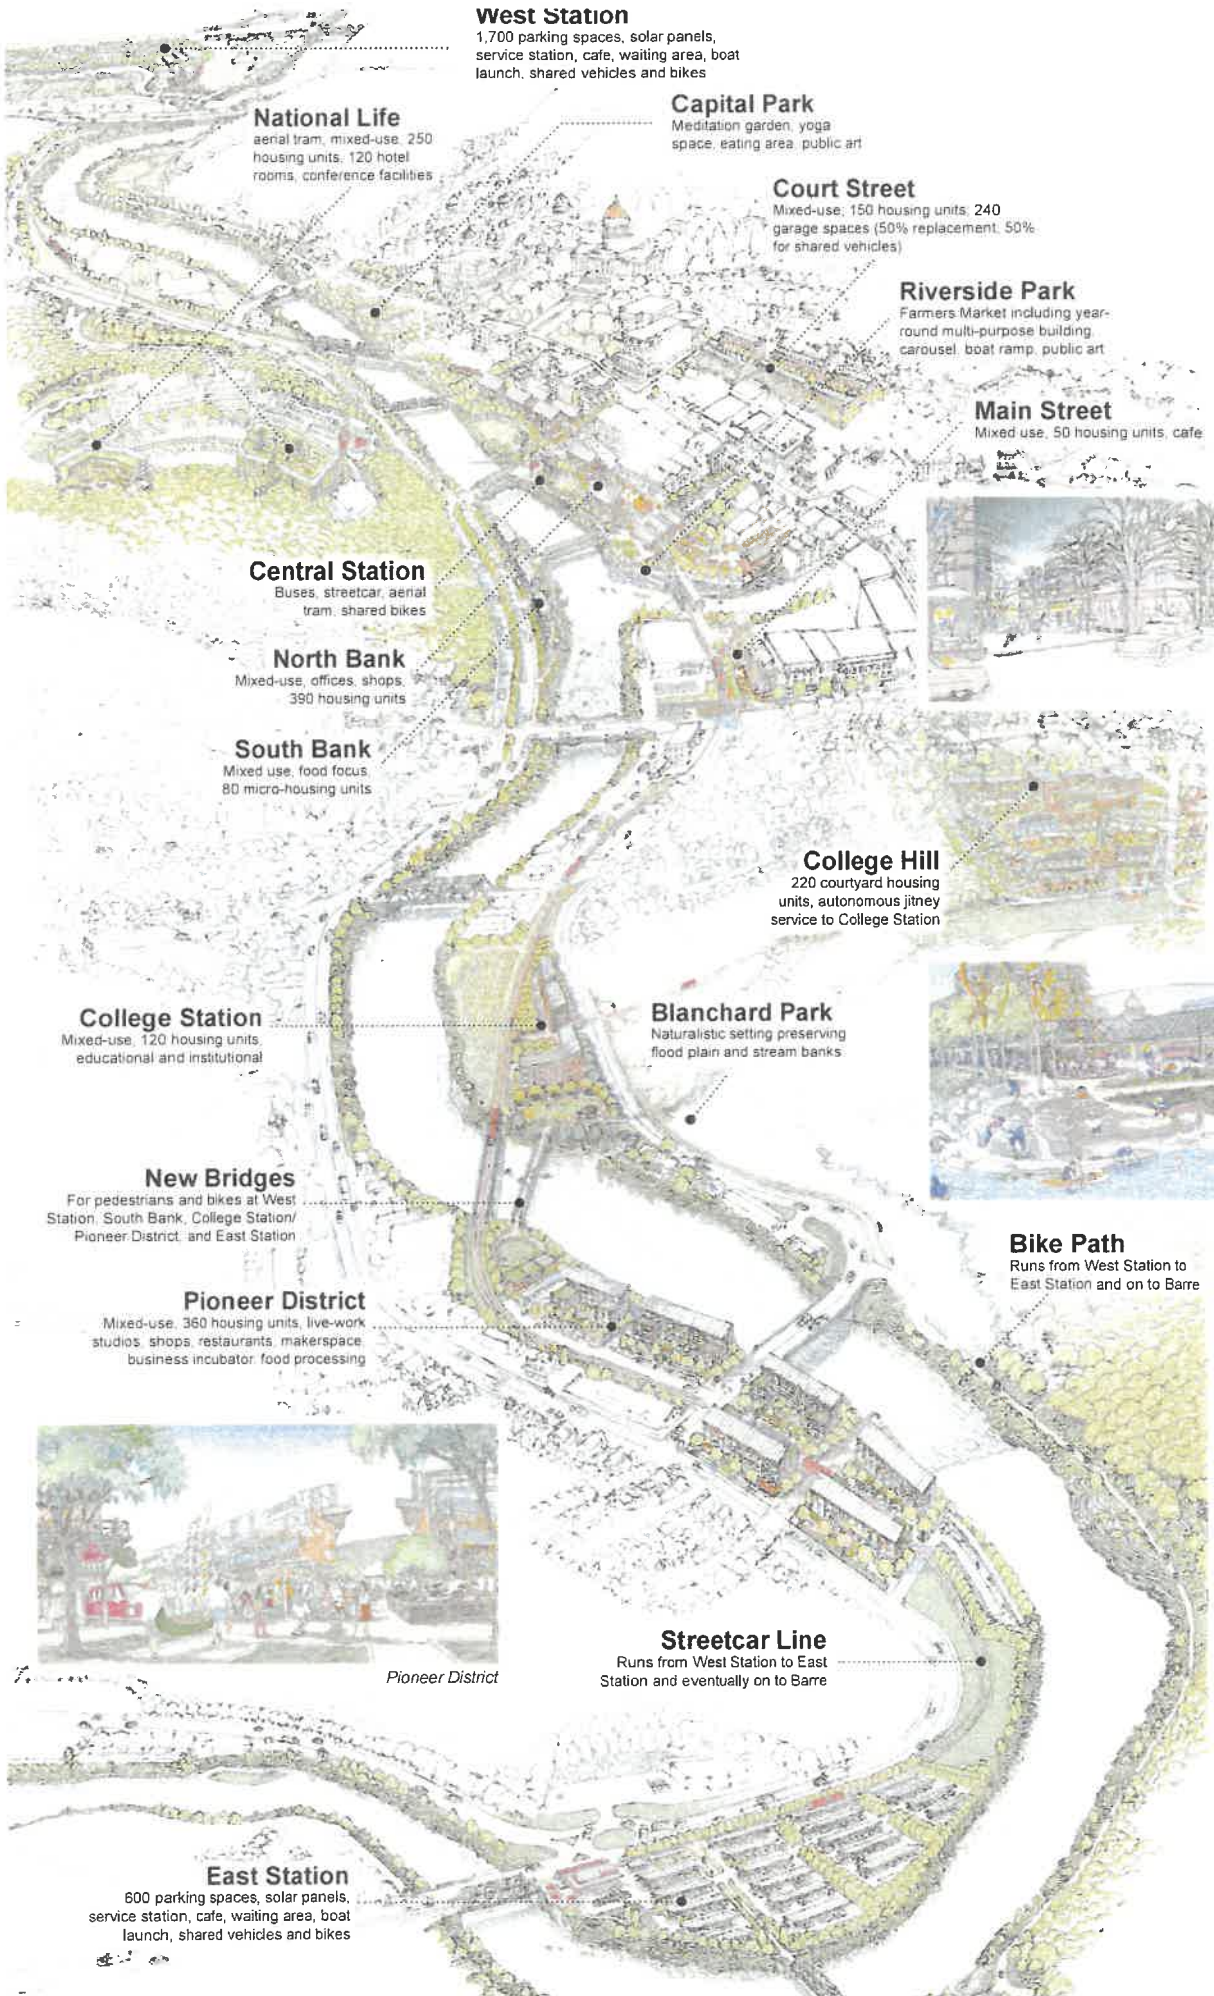 West Station
1,700 parking spaces, solar panels,
service station, cafe, waiting area, boat
launch, shared vehicles and bikes
Capital Park
Meditation garden, yoga
space, eating area, public art
National Life
aerial tram, mixed-use, 250
housing units, 120 hotel
rooms, conference facilities
Court Street
Mixed-use, 150 housing units, 240
garage spaces (50% replacement, 50%
for shared vehicles)
Riverside Park
Farmers Market including year-
round multi-purpose building,
carousel, boat ramp, public art
Main Street
Mixed use, 50 housing units, cafe
Central Station
Buses, streetcar, aerial
tram, shared bikes
North Bank
Mixed-use, offices, shops,
390 housing units
South Bank
Mixed use, food focus,
80 micro-housing units
College Hill
220 courtyard housing
units, autonomous jitney
service to College Station
College Station
Mixed-use, 120 housing units,
educational and institutional
Blanchard Park
Naturalistic setting preserving
flood plain and stream banks
New Bridges
For pedestrians and bikes at West
Station, South Bank, College Station/
Pioneer District, and East Station
Bike Path
Runs from West Station to
East Station and on to Barre
Pioneer District
Mixed-use, 360 housing units, live-work
studios, shops, restaurants, makerspace,
business incubator, food processing
Pioneer District
Streetcar Line
Runs from West Station to East
Station and eventually on to Barre
East Station
600 parking spaces, solar panels,
service station, cafe, waiting area, boat
launch, shared vehicles and bikes